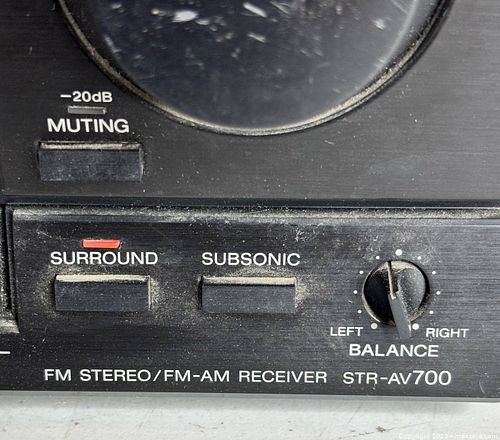 -20dB
MUTING
SURROUND SUBSONIC
LEFT RIGHT
BALANCE
FM STEREO/FM-AM RECEIVER STR-AV700